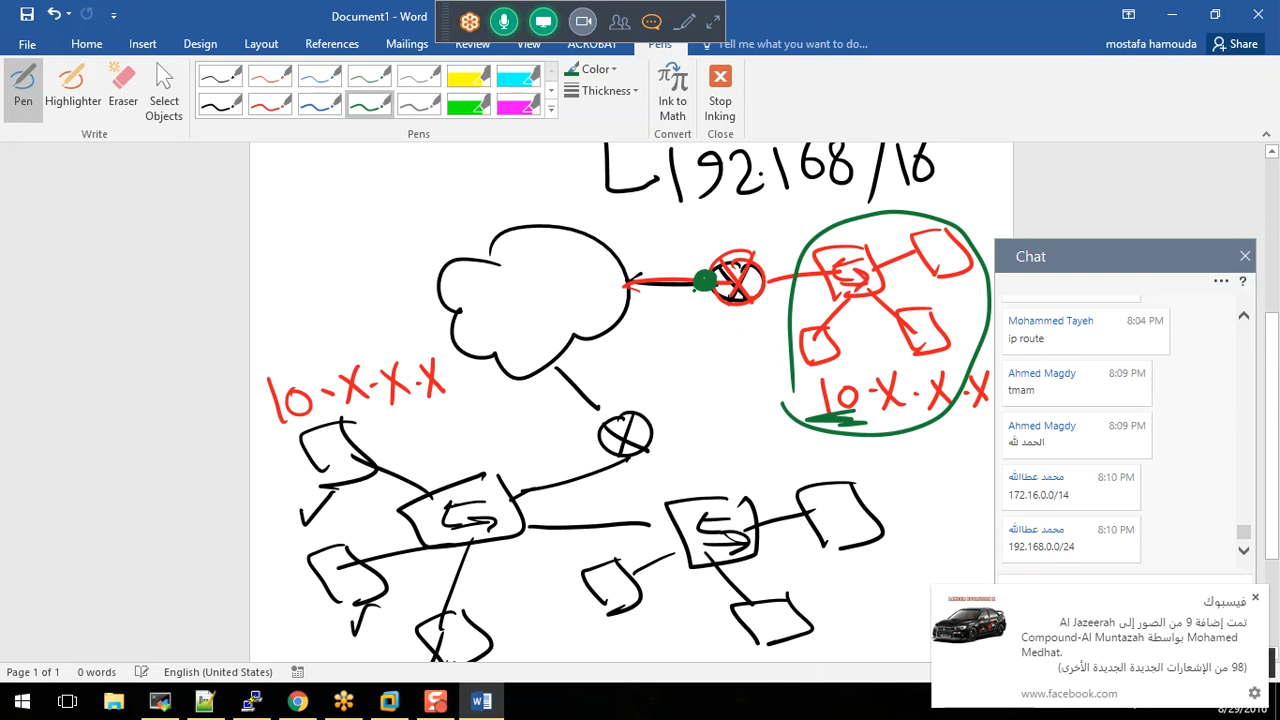 Document1 - Word
File
Home
Insert
Design
Layout
References
Mailings
Review
View
ACROBAT
Pens
Tell me what you want to do...
mostafa hamouda
Share
Pen
Highlighter
Eraser
Select
Objects
Color
Thickness
Ink to
Math
Stop
Inking
Write
Pens
Convert
Close
192.168/16
10.X.X.X
10.X.X.X
Chat
Mohammed Tayeh 8:04 PM
ip route
Ahmed Magdy 8:09 PM
tmam
Ahmed Magdy 8:09 PM
الحمد لله
محمد عطاالله 8:10 PM
172.16.0.0/14
محمد عطاالله 8:10 PM
192.168.0.0/24
فيسبوك
تمت إضافة 9 من الصور إلى Al Jazeerah
Compound-Al Muntazah بواسطة Mohamed
Medhat.
(98 من الإشعارات الجديدة الجديدة الأخرى)
www.facebook.com
Page 1 of 1
0 words
English (United States)
8/29/2016